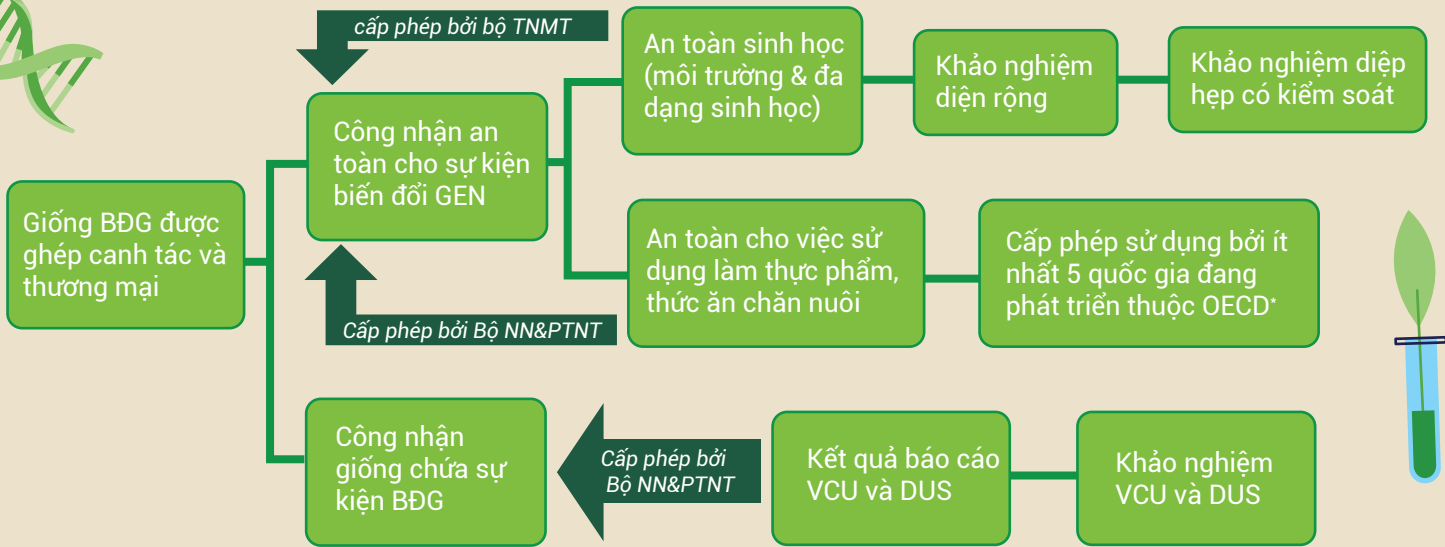 cấp phép bởi bộ TNMT
An toàn sinh học
(môi trường & đa
dạng sinh học)
Khảo nghiệm
diện rộng
Khảo nghiệm diệp
hẹp có kiểm soát
Công nhận an
toàn cho sự kiện
biến đổi GEN
Giống BĐG được
ghép canh tác và
thương mại
An toàn cho việc sử
dụng làm thực phẩm,
thức ăn chăn nuôi
Cấp phép sử dụng bởi ít
nhất 5 quốc gia đang
phát triển thuộc OECD*
Cấp phép bởi Bộ NN&PTNT
Công nhận
giống chứa sự
kiện BĐG
Cấp phép bởi
Bộ NN&PTNT
Kết quả báo cáo
VCU và DUS
Khảo nghiệm
VCU và DUS